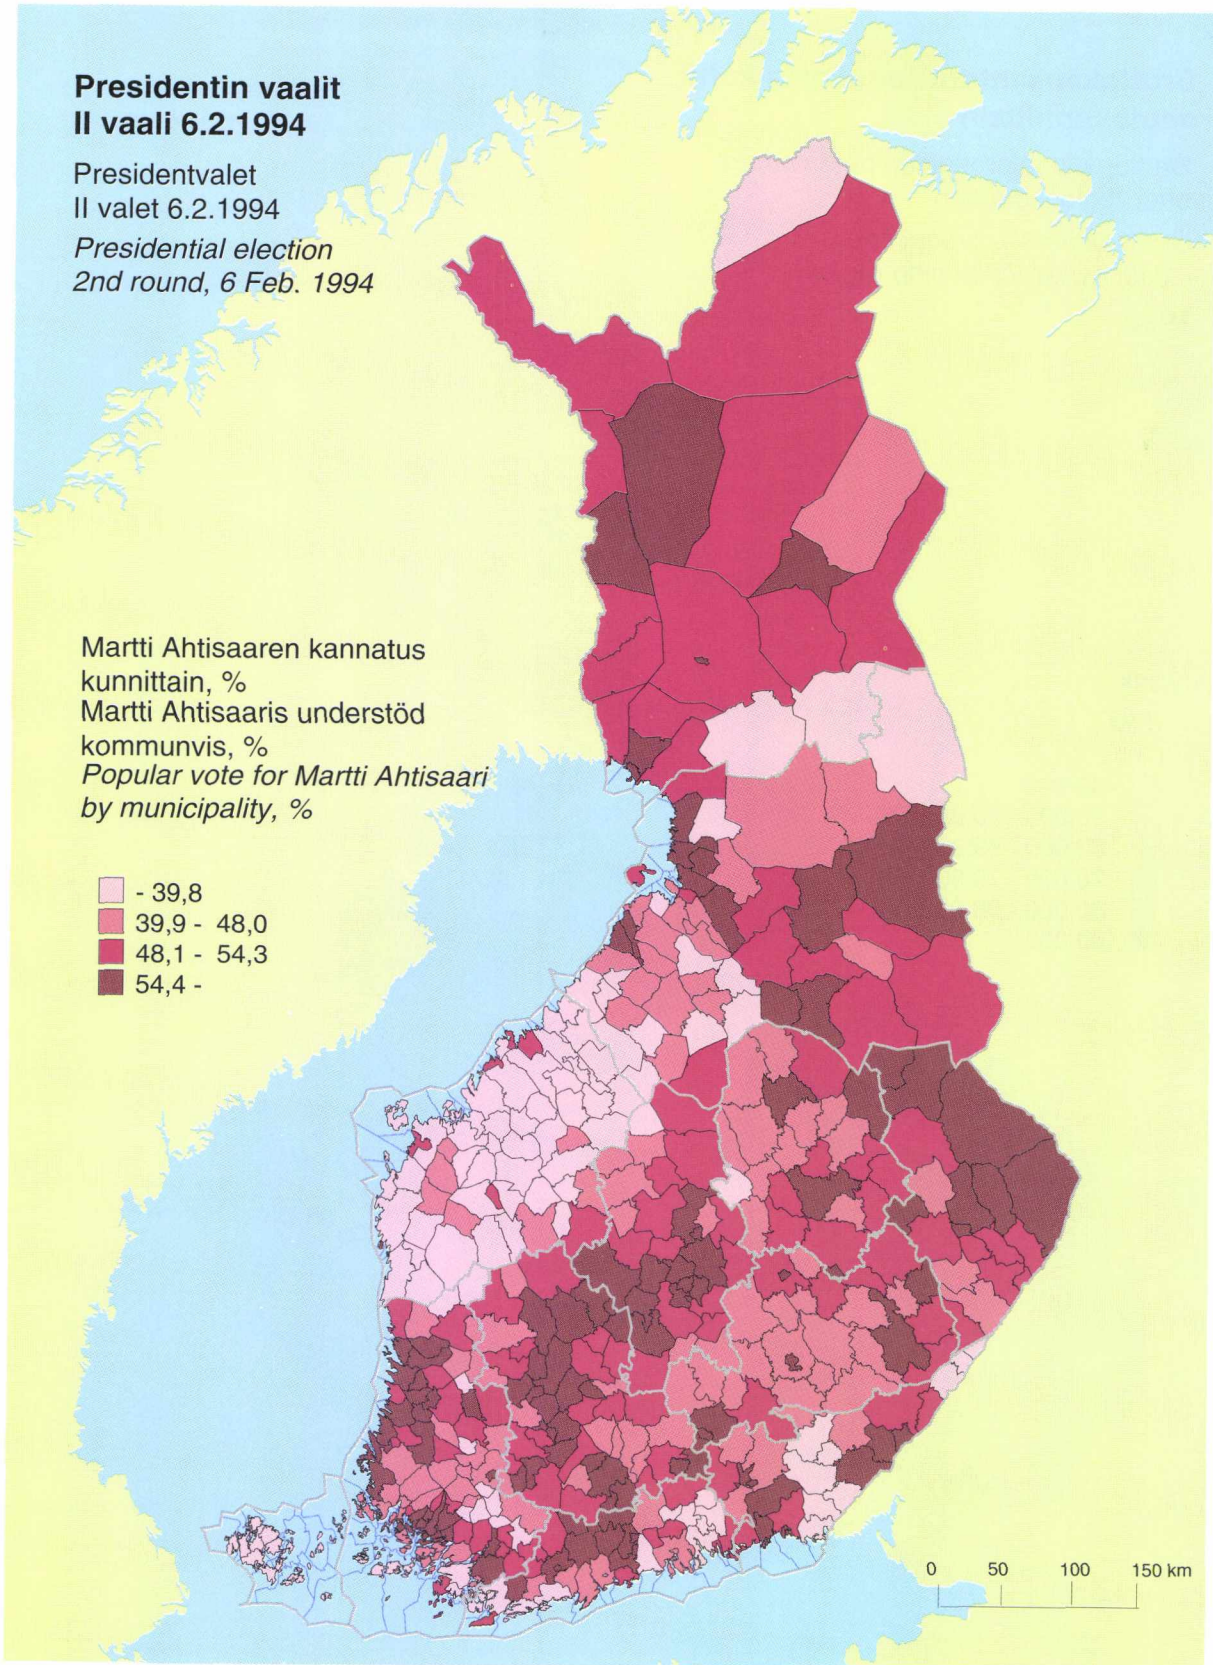 Presidentin vaalit
II vaali 6.2.1994
Presidentvalet
II valet 6.2.1994
Presidential election
2nd round, 6 Feb. 1994
Martti Ahtisaaren kannatus
kunnittain, %
Martti Ahtisaaris understöd
kommunvis, %
Popular vote for Martti Ahtisaari
by municipality, %
- 39,8
39,9 - 48,0
48,1 - 54,3
54,4 -
0 50 100 150 km